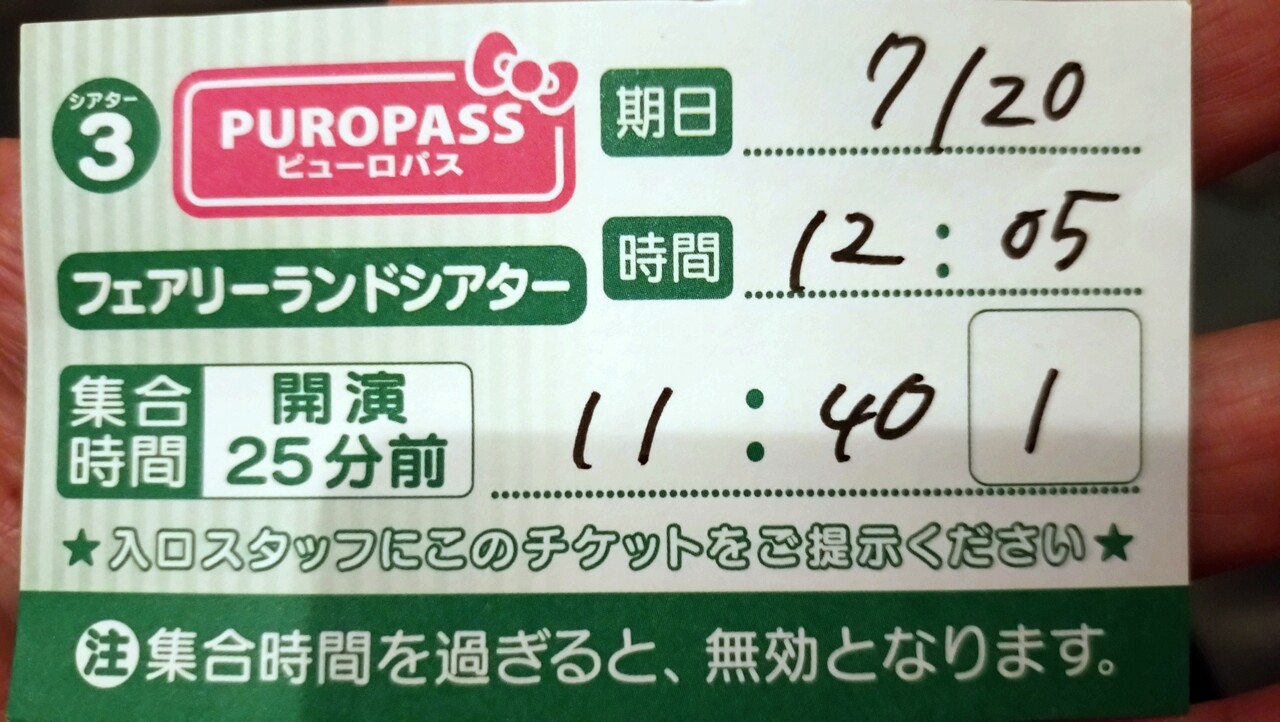 シアター
3
PUROPASS
ピューロパス
期日 7/20
フェアリーランドシアター
時間 12:05
集合時間 開演25分前 11:40 1
★入口スタッフにこのチケットをご提示ください★
注 集合時間を過ぎると、無効となります。